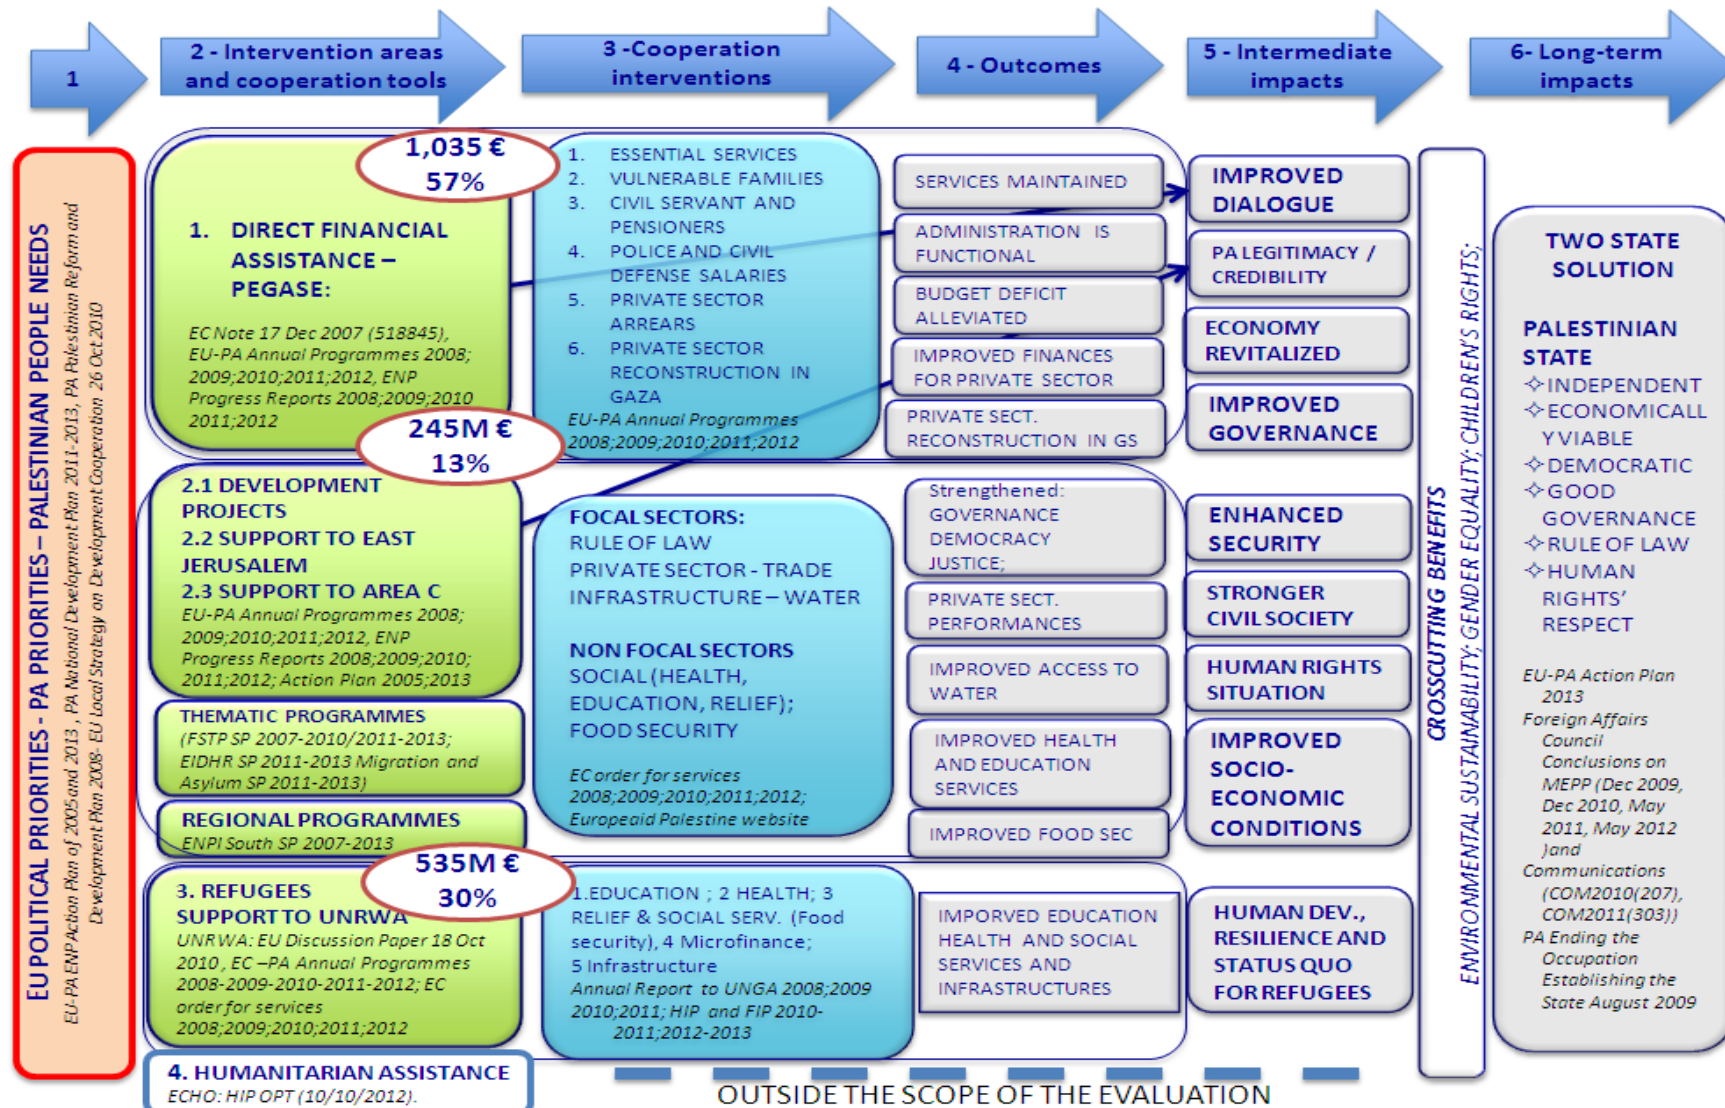 1
2 - Intervention areas
and cooperation tools
3 -Cooperation
interventions
4 - Outcomes
5 - Intermediate
impacts
6- Long-term
impacts
EU POLITICAL PRIORITIES - PA PRIORITIES – PALESTINIAN PEOPLE NEEDS
EU-PA ENP Action Plan of 2005 and 2013 , PA National Development Plan 2011-2013, PA Palestinian Reform and
Development Plan 2008- EU Local Strategy on Development Cooperation 26 Oct 2010
1,035 €
57%
1. DIRECT FINANCIAL
ASSISTANCE –
PEGASE:
EC Note 17 Dec 2007 (518845),
EU-PA Annual Programmes 2008;
2009;2010;2011;2012, ENP
Progress Reports 2008;2009;2010
2011;2012
245M €
13%
2.1 DEVELOPMENT
PROJECTS
2.2 SUPPORT TO EAST
JERUSALEM
2.3 SUPPORT TO AREA C
EU-PA Annual Programmes 2008;
2009;2010;2011;2012, ENP
Progress Reports 2008;2009;2010;
2011;2012; Action Plan 2005;2013
THEMATIC PROGRAMMES
(FSTP SP 2007-2010/2011-2013;
EIDHR SP 2011-2013 Migration and
Asylum SP 2011-2013)
REGIONAL PROGRAMMES
ENPI South SP 2007-2013
535M €
30%
3. REFUGEES
SUPPORT TO UNRWA
UNRWA: EU Discussion Paper 18 Oct
2010 , EC –PA Annual Programmes
2008-2009-2010-2011-2012; EC
order for services
2008;2009;2010;2011;2012
4. HUMANITARIAN ASSISTANCE
ECHO: HIP OPT (10/10/2012).
1. ESSENTIAL SERVICES
2. VULNERABLE FAMILIES
3. CIVIL SERVANT AND
PENSIONERS
4. POLICE AND CIVIL
DEFENSE SALARIES
5. PRIVATE SECTOR
ARREARS
6. PRIVATE SECTOR
RECONSTRUCTION IN
GAZA
EU-PA Annual Programmes
2008;2009;2010;2011;2012
FOCAL SECTORS:
RULE OF LAW
PRIVATE SECTOR - TRADE
INFRASTRUCTURE – WATER
NON FOCAL SECTORS
SOCIAL (HEALTH,
EDUCATION, RELIEF);
FOOD SECURITY
EC order for services
2008;2009;2010;2011;2012;
Europeaid Palestine website
1.EDUCATION ; 2 HEALTH; 3
RELIEF & SOCIAL SERV. (Food
security), 4 Microfinance;
5 Infrastructure
Annual Report to UNGA 2008;2009
2010;2011; HIP and FIP 2010-
2011;2012-2013
SERVICES MAINTAINED
ADMINISTRATION IS
FUNCTIONAL
BUDGET DEFICIT
ALLEVIATED
IMPROVED FINANCES
FOR PRIVATE SECTOR
PRIVATE SECT.
RECONSTRUCTION IN GS
Strengthened:
GOVERNANCE
DEMOCRACY
JUSTICE;
PRIVATE SECT.
PERFORMANCES
IMPROVED ACCESS TO
WATER
IMPROVED HEALTH
AND EDUCATION
SERVICES
IMPROVED FOOD SEC
IMPORVED EDUCATION
HEALTH AND SOCIAL
SERVICES AND
INFRASTRUCTURES
IMPROVED
DIALOGUE
PA LEGITIMACY /
CREDIBILITY
ECONOMY
REVITALIZED
IMPROVED
GOVERNANCE
ENHANCED
SECURITY
STRONGER
CIVIL SOCIETY
HUMAN RIGHTS
SITUATION
IMPROVED
SOCIO-
ECONOMIC
CONDITIONS
HUMAN DEV.,
RESILIENCE AND
STATUS QUO
FOR REFUGEES
CROSSCUTTING BENEFITS
ENVIRONMENTAL SUSTAINABILITY; GENDER EQUALITY; CHILDREN'S RIGHTS;
TWO STATE
SOLUTION
PALESTINIAN
STATE
✧INDEPENDENT
✧ECONOMICALL
Y VIABLE
✧DEMOCRATIC
✧GOOD
GOVERNANCE
✧RULE OF LAW
✧HUMAN
RIGHTS'
RESPECT
EU-PA Action Plan
2013
Foreign Affairs
Council
Conclusions on
MEPP (Dec 2009,
Dec 2010, May
2011, May 2012
)and
Communications
(COM2010(207),
COM2011(303))
PA Ending the
Occupation
Establishing the
State August 2009
OUTSIDE THE SCOPE OF THE EVALUATION